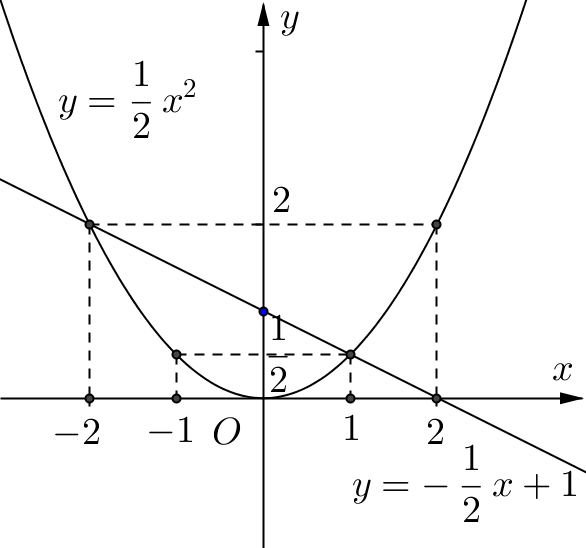 y
y = 1/2 x²
2
1/2
x
−2 −1 O 1 2
y = − 1/2 x + 1